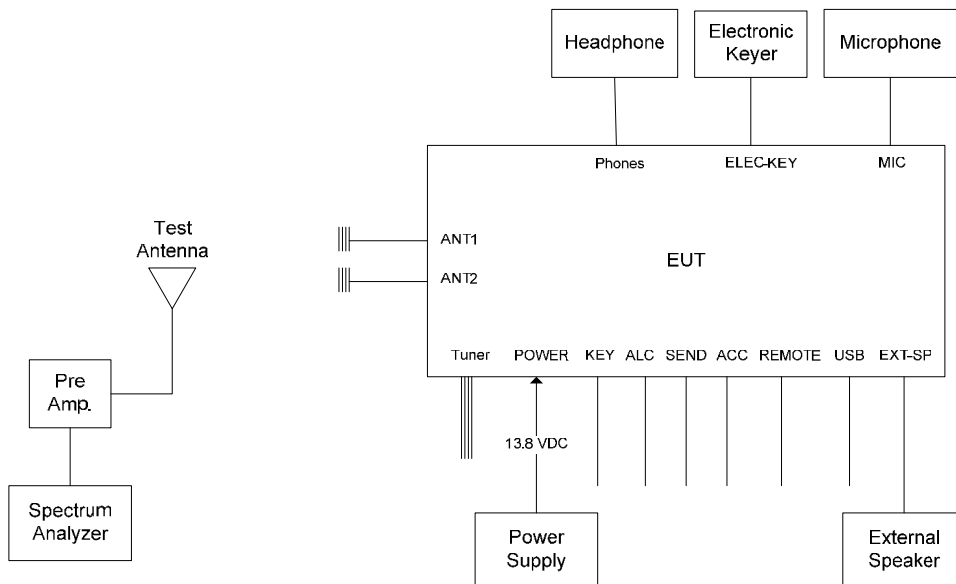 Headphone
Electronic
Keyer
Microphone
Phones
ELEC-KEY
MIC
Test
Antenna
ANT1
ANT2
EUT
Tuner
POWER
KEY
ALC
SEND
ACC
REMOTE
USB
EXT-SP
Pre
Amp.
13.8 VDC
Spectrum
Analyzer
Power
Supply
External
Speaker